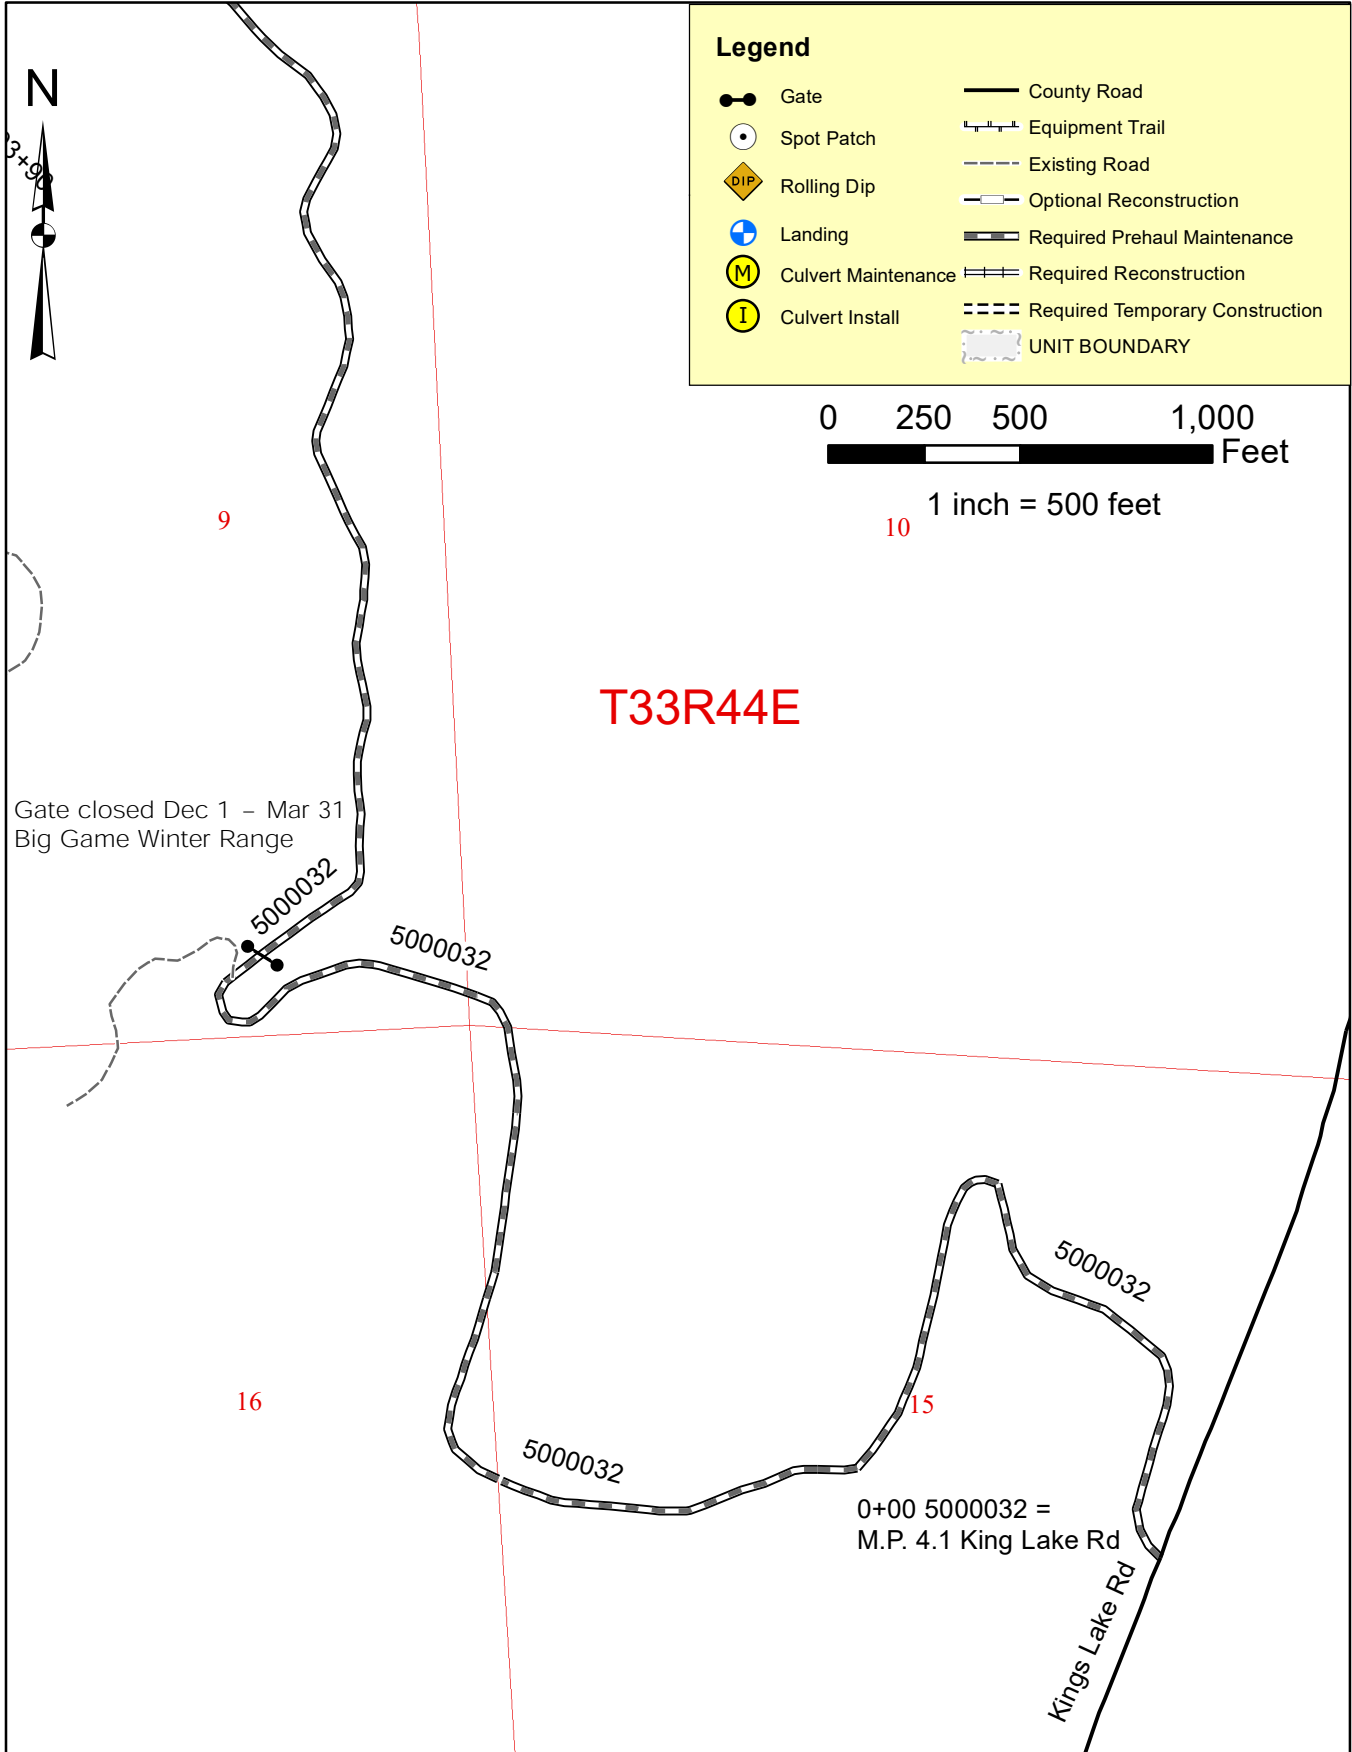 Legend
Gate
Spot Patch
DIP
Rolling Dip
Landing
M
Culvert Maintenance
I
Culvert Install
County Road
Equipment Trail
Existing Road
Optional Reconstruction
Required Prehaul Maintenance
Required Reconstruction
Required Temporary Construction
UNIT BOUNDARY
N
0 250 500 1,000
Feet
1 inch = 500 feet
9
10
T33R44E
Gate closed Dec 1 – Mar 31
Big Game Winter Range
5000032
5000032
5000032
16
15
5000032
0+00 5000032 =
M.P. 4.1 King Lake Rd
Kings Lake Rd